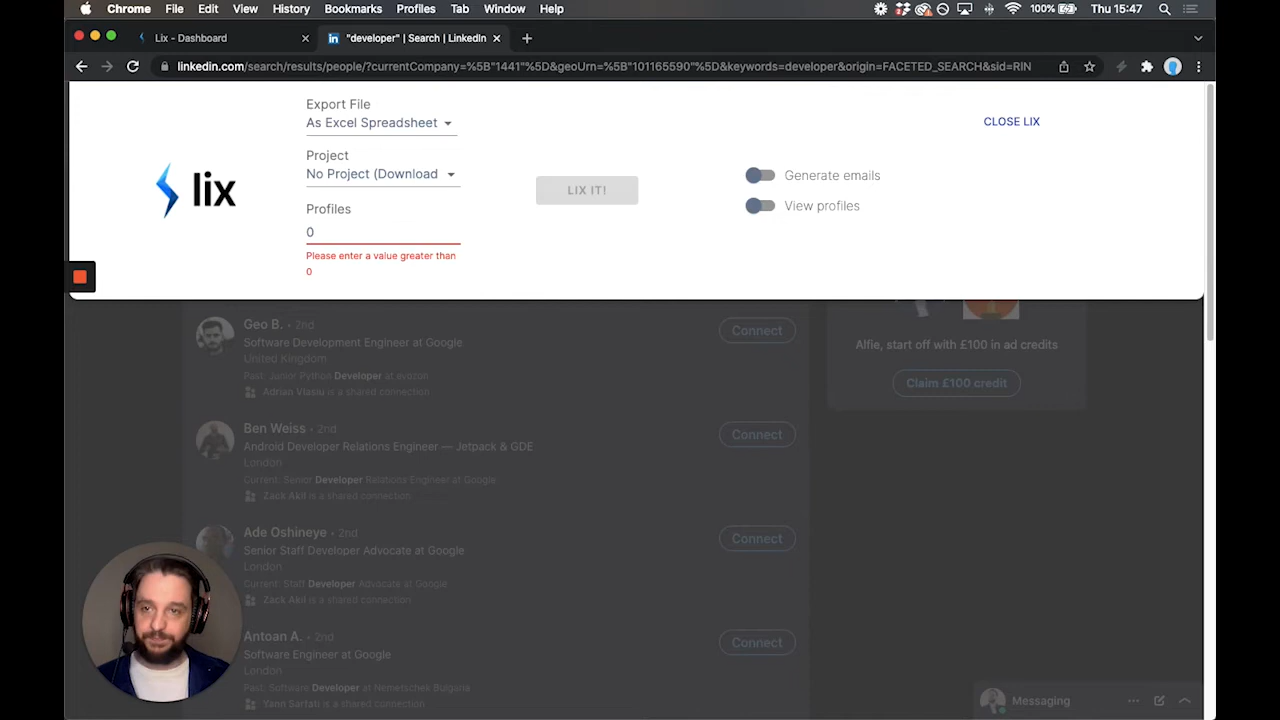 Chrome File Edit View History Bookmarks Profiles Tab Window Help 100% Thu 15:47
Lix - Dashboard
"developer" | Search | LinkedIn
linkedin.com/search/results/people/?currentCompany=%5B"1441"%5D&geoUrn=%5B"101165590"%5D&keywords=developer&origin=FACETED_SEARCH&sid=RIN
Export File
As Excel Spreadsheet
CLOSE LIX
Project
No Project (Download
lix
LIX IT!
Generate emails
View profiles
Profiles
0
Please enter a value greater than
0
Geo B. • 2nd
Connect
Software Development Engineer at Google
United Kingdom
Past: Junior Python Developer at evozon
Adrian Vlasiu is a shared connection
Alfie, start off with £100 in ad credits
Claim £100 credit
Ben Weiss • 2nd
Connect
Android Developer Relations Engineer — Jetpack & GDE
London
Current: Senior Developer Relations Engineer at Google
Zack Akil is a shared connection
Ade Oshineye • 2nd
Connect
Senior Staff Developer Advocate at Google
London
Current: Staff Developer Advocate at Google
Zack Akil is a shared connection
Antoan A. • 2nd
Connect
Software Engineer at Google
London
Past: Software Developer at Nemetschek Bulgaria
Yann Sartati is a shared connection
Messaging